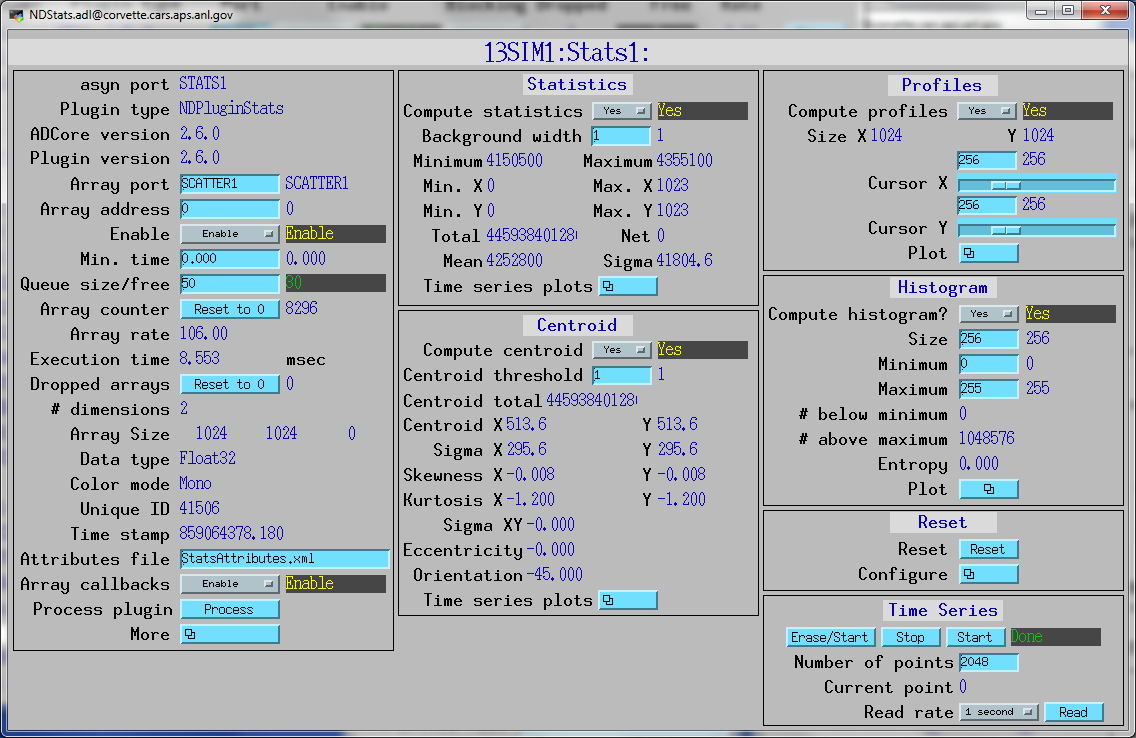 NDStats.adl@corvette.cars.aps.anl.gov
13SIM1:Stats1:
asyn port STATS1
Plugin type NDPluginStats
ADCore version 2.6.0
Plugin version 2.6.0
Array port SCATTER1 SCATTER1
Array address 0 0
Enable Enable Enable
Min. time 0.000 0.000
Queue size/free 50 30
Array counter Reset to 0 8296
Array rate 106.00
Execution time 8.553 msec
Dropped arrays Reset to 0 0
# dimensions 2
Array Size 1024 1024 0
Data type Float32
Color mode Mono
Unique ID 41506
Time stamp 859064378.180
Attributes file StatsAttributes.xml
Array callbacks Enable Enable
Process plugin Process
More
Statistics
Compute statistics Yes Yes
Background width 1 1
Minimum 4150500 Maximum 4355100
Min. X 0 Max. X 1023
Min. Y 0 Max. Y 1023
Total 44593840128 Net 0
Mean 4252800 Sigma 41804.6
Time series plots
Centroid
Compute centroid Yes Yes
Centroid threshold 1 1
Centroid total 44593840128
Centroid X 513.6 Y 513.6
Sigma X 295.6 Y 295.6
Skewness X -0.008 Y -0.008
Kurtosis X -1.200 Y -1.200
Sigma XY -0.000
Eccentricity -0.000
Orientation -45.000
Time series plots
Profiles
Compute profiles Yes Yes
Size X 1024 Y 1024
256 256
Cursor X
256 256
Cursor Y
Plot
Histogram
Compute histogram? Yes Yes
Size 256 256
Minimum 0 0
Maximum 255 255
# below minimum 0
# above maximum 1048576
Entropy 0.000
Plot
Reset
Reset Reset
Configure
Time Series
Erase/Start Stop Start Done
Number of points 2048
Current point 0
Read rate 1 second Read